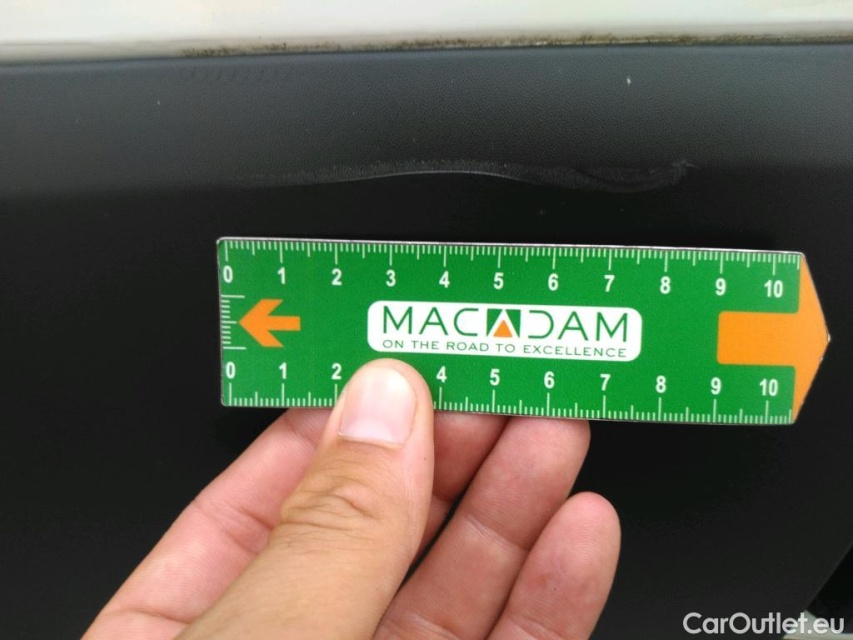 0 1 2 3 4 5 6 7 8 9 10
MACADAM
ON THE ROAD TO EXCELLENCE
0 1 2 4 5 6 7 8 9 10
CarOutlet.eu